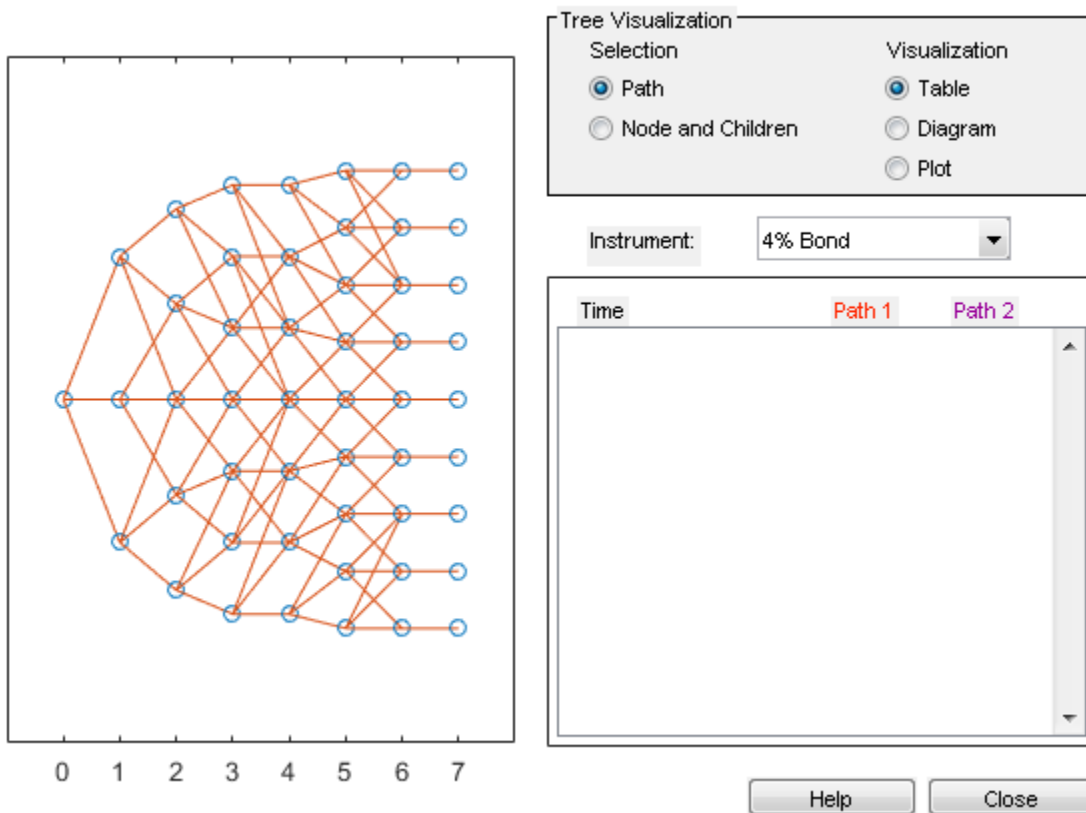 Tree Visualization
Selection
Visualization
Path
Table
Node and Children
Diagram
Plot
Instrument:
4% Bond
Time Path 1 Path 2
0 1 2 3 4 5 6 7
Help
Close